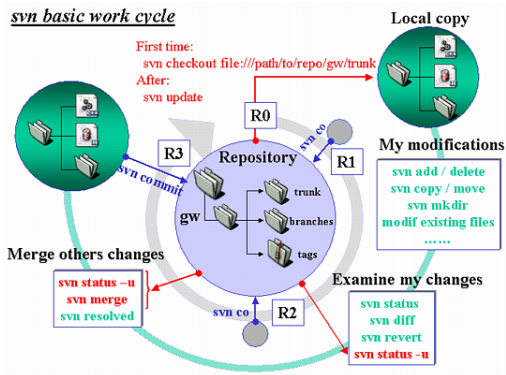 svn basic work cycle
Local copy
First time:
svn checkout file:///path/to/repo/gw/trunk
After:
svn update
R0
svn co
R1
R3
svn commit
Repository
gw
trunk
branches
tags
My modifications
svn add / delete
svn copy / move
svn mkdir
modif existing files
......
Merge others changes
svn status –u
svn merge
svn resolved
svn co
R2
Examine my changes
svn status
svn diff
svn revert
svn status -u